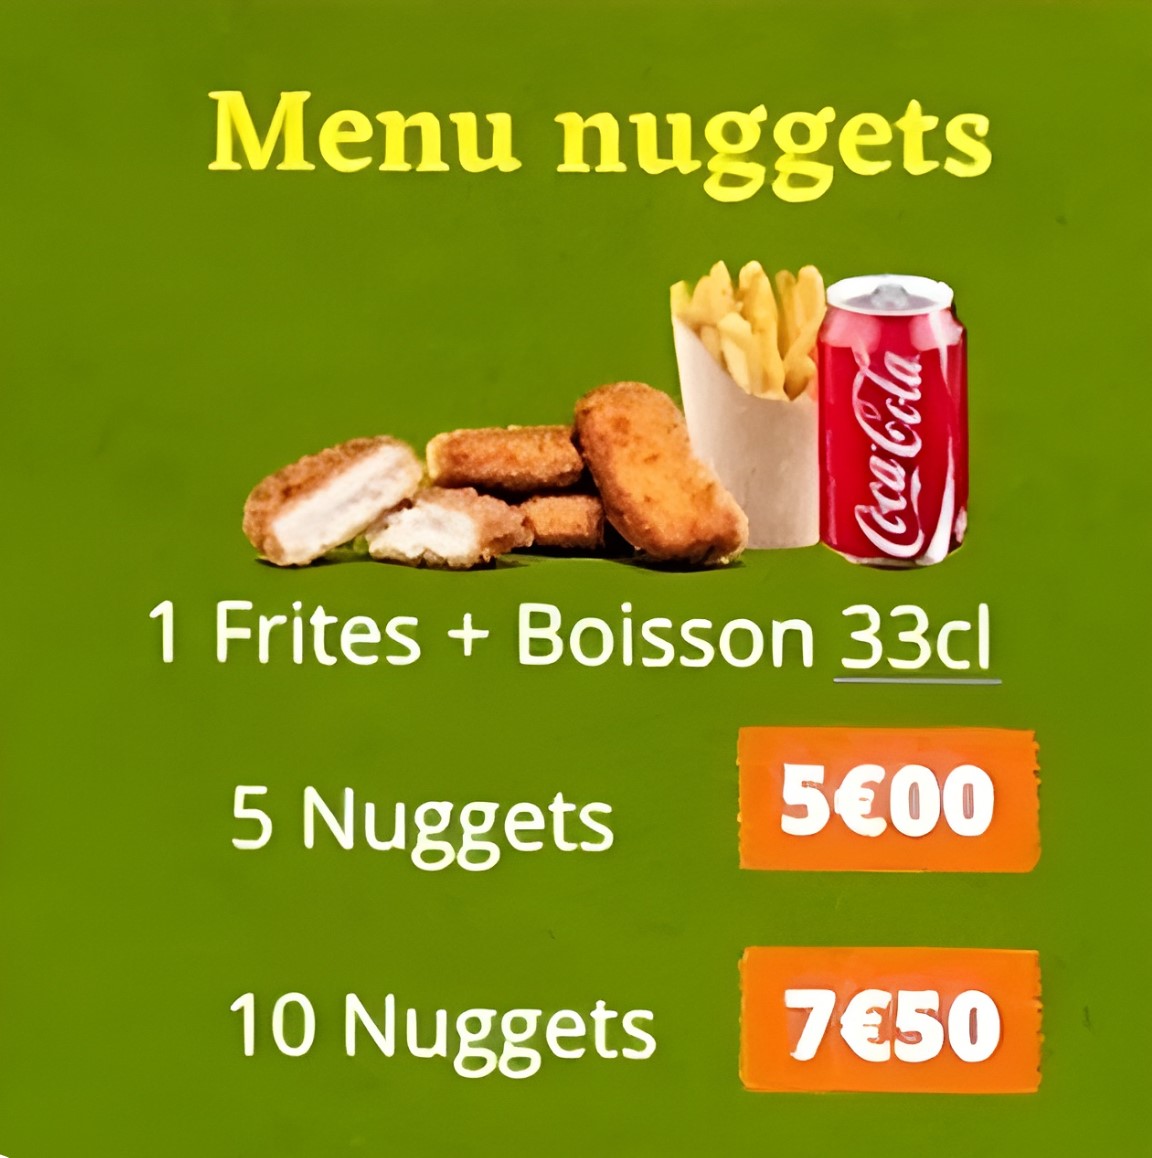 Menu nuggets
Coca-Cola
1 Frites + Boisson 33cl
5 Nuggets
5€00
10 Nuggets
7€50